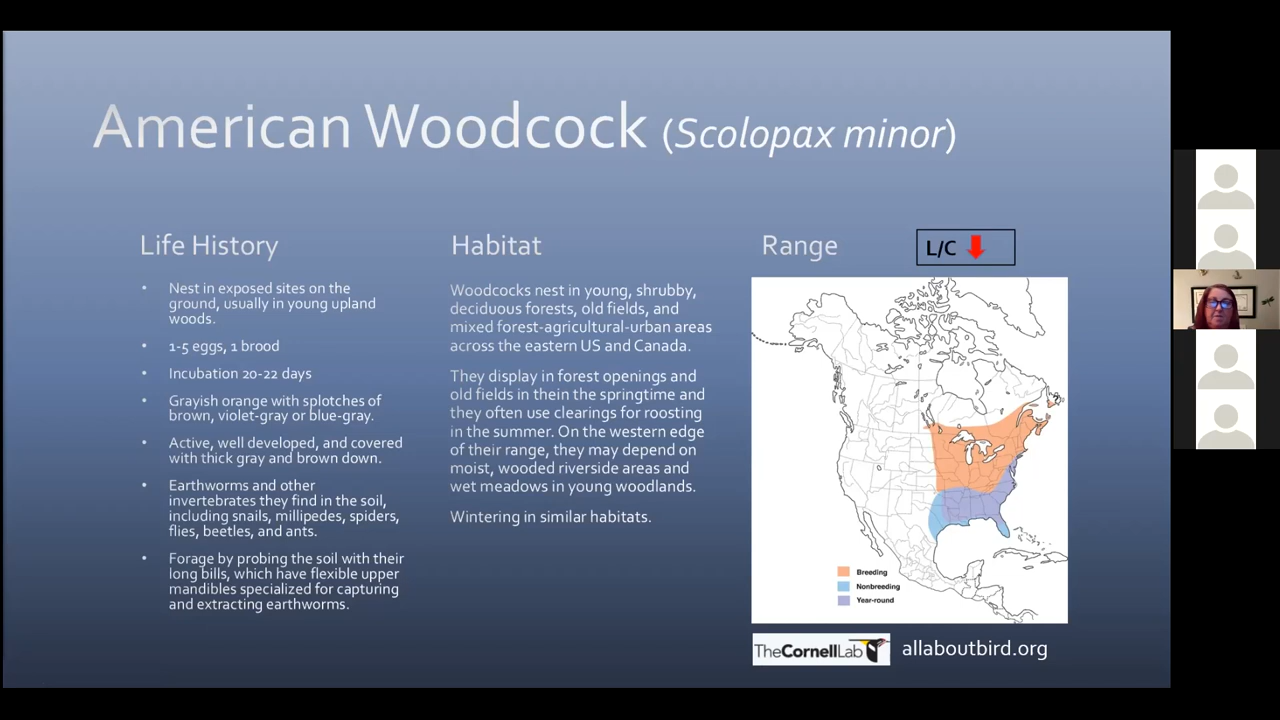 American Woodcock (Scolopax minor)
Life History
• Nest in exposed sites on the
ground, usually in young upland
woods.
• 1-5 eggs, 1 brood
• Incubation 20-22 days
• Grayish orange with splotches of
brown, violet-gray or blue-gray.
• Active, well developed, and covered
with thick gray and brown down.
• Earthworms and other
invertebrates they find in the soil,
including snails, millipedes, spiders,
flies, beetles, and ants.
• Forage by probing the soil with their
long bills, which have flexible upper
mandibles specialized for capturing
and extracting earthworms.
Habitat
Woodcocks nest in young, shrubby,
deciduous forests, old fields, and
mixed forest-agricultural-urban areas
across the eastern US and Canada.
They display in forest openings and
old fields in thein the springtime and
they often use clearings for roosting
in the summer. On the western edge
of their range, they may depend on
moist, wooded riverside areas and
wet meadows in young woodlands.
Wintering in similar habitats.
Range
L/C
Breeding
Nonbreeding
Year-round
TheCornellLab
allaboutbird.org